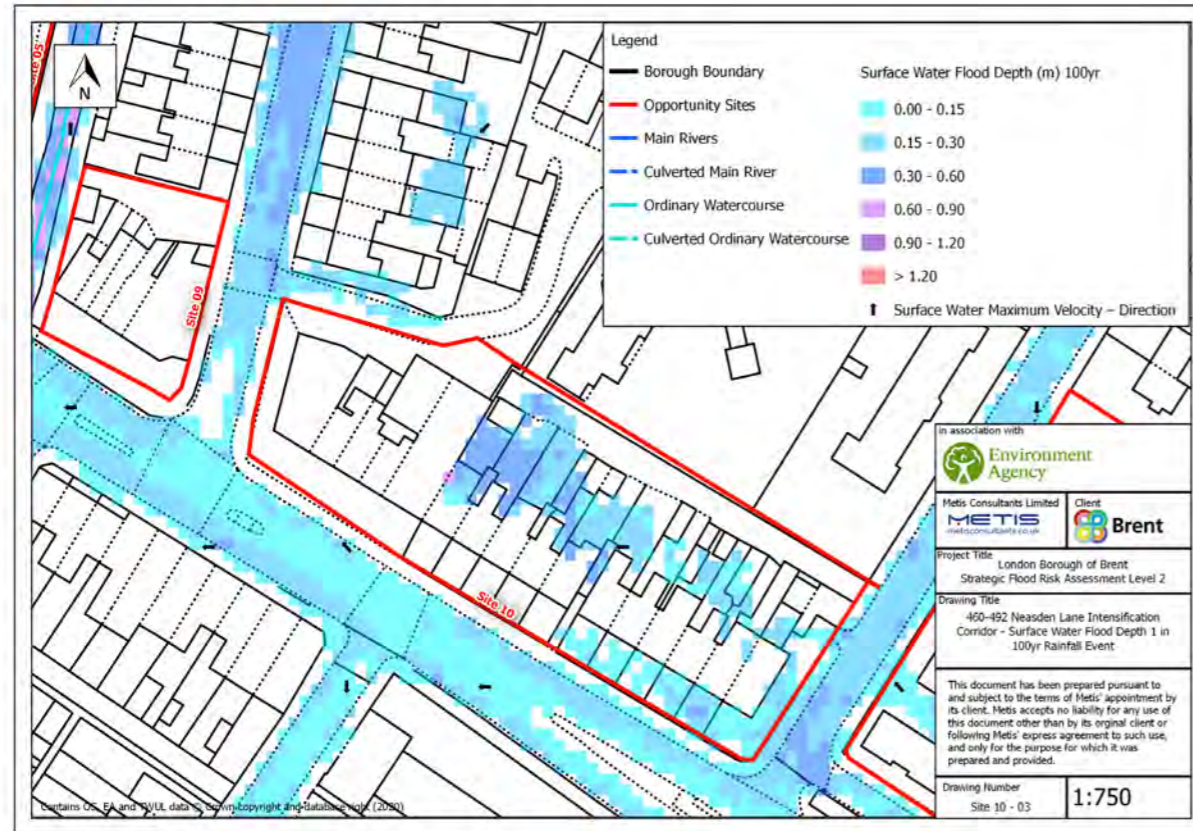 Site 05
N
Site 09
Site 10
Legend
Borough Boundary
Opportunity Sites
Main Rivers
Culverted Main River
Ordinary Watercourse
Culverted Ordinary Watercourse
Surface Water Flood Depth (m) 100yr
0.00 - 0.15
0.15 - 0.30
0.30 - 0.60
0.60 - 0.90
0.90 - 1.20
> 1.20
Surface Water Maximum Velocity – Direction
in association with
Environment
Agency
Metis Consultants Limited
METIS
metisconsultants.co.uk
Client
Brent
Project Title
London Borough of Brent
Strategic Flood Risk Assessment Level 2
Drawing Title
460-492 Neasden Lane Intensification
Corridor - Surface Water Flood Depth 1 in
100yr Rainfall Event
This document has been prepared pursuant to
and subject to the terms of Metis' appointment by
its client. Metis accepts no liability for any use of
this document other than by its orginal client or
following Metis' express agreement to such use,
and only for the purpose for which it was
prepared and provided.
Drawing Number
Site 10 - 03
1:750
Contains OS, EA and TWUL data © Crown copyright and database right (2020)